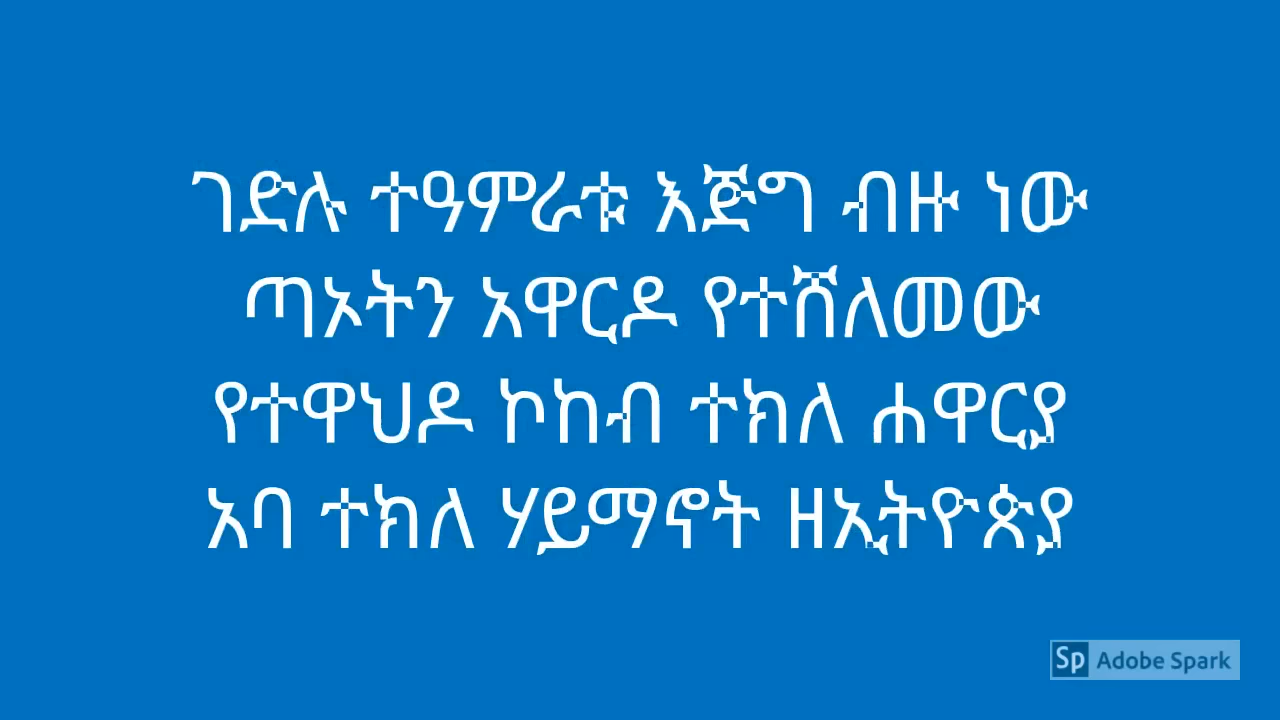 ገድሉ ተዓምራቱ እጅግ ብዙ ነው
ጣኦትን አዋርዶ የተሸለመው
የተዋህዶ ኮከብ ተክለ ሐዋርያ
አባ ተክለ ሃይማኖት ዘኢትዮጵያ
Sp Adobe Spark